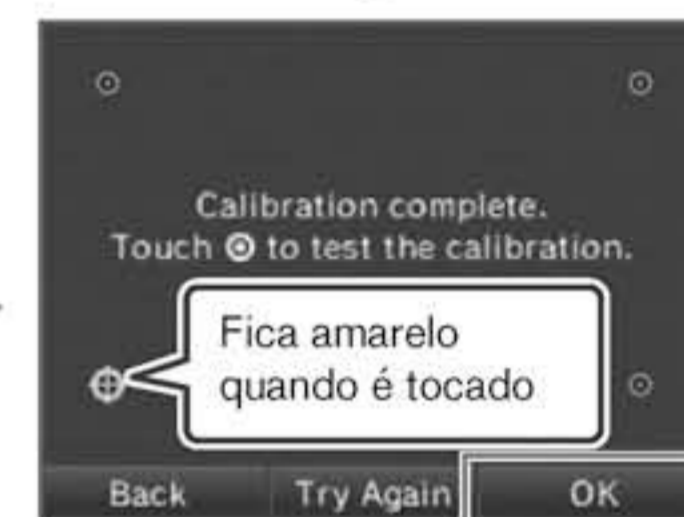 Calibration complete.
Touch ⊙ to test the calibration.
Fica amarelo
quando é tocado
Back
Try Again
OK